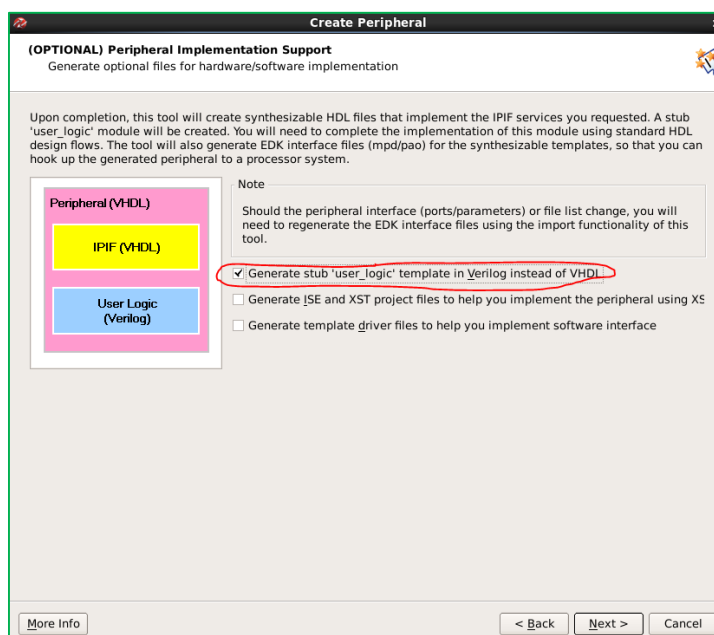 Create Peripheral
(OPTIONAL) Peripheral Implementation Support
Generate optional files for hardware/software implementation
Upon completion, this tool will create synthesizable HDL files that implement the IPIF services you requested. A stub
'user_logic' module will be created. You will need to complete the implementation of this module using standard HDL
design flows. The tool will also generate EDK interface files (mpd/pao) for the synthesizable templates, so that you can
hook up the generated peripheral to a processor system.
Peripheral (VHDL)
IPIF (VHDL)
User Logic
(Verilog)
Note
Should the peripheral interface (ports/parameters) or file list change, you will
need to regenerate the EDK interface files using the import functionality of this
tool.
Generate stub 'user_logic' template in Verilog instead of VHDL
Generate ISE and XST project files to help you implement the peripheral using XS
Generate template driver files to help you implement software interface
More Info
< Back
Next >
Cancel